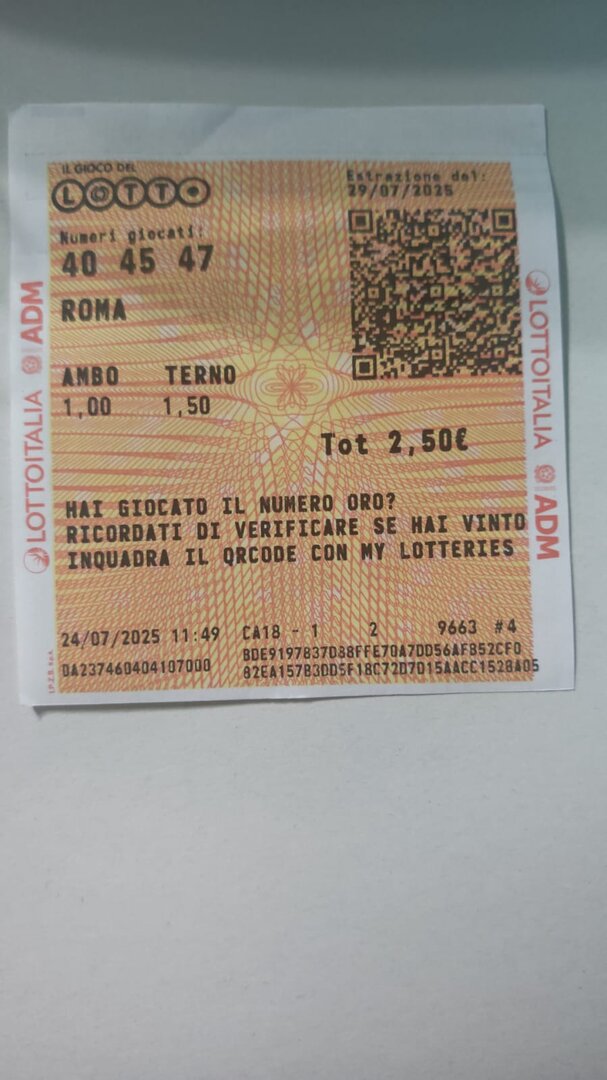 IL GIOCO DEL
LOTTO
Estrazione del:
29/07/2025
Numeri giocati:
40 45 47
ROMA
AMBO TERNO
1,00 1,50
Tot 2,50€
HAI GIOCATO IL NUMERO ORO?
RICORDATI DI VERIFICARE SE HAI VINTO
INQUADRA IL QRCODE CON MY LOTTERIES
24/07/2025 11:49 CA18 - 1 2 9663 #4
BDE9197837D88FFE70A7DD56AFB52CF0
DA237460404107000 82EA157B3DD5F18C72D7D15AACC1528A05
LOTTOITALIA ADM
LOTTOITALIA ADM